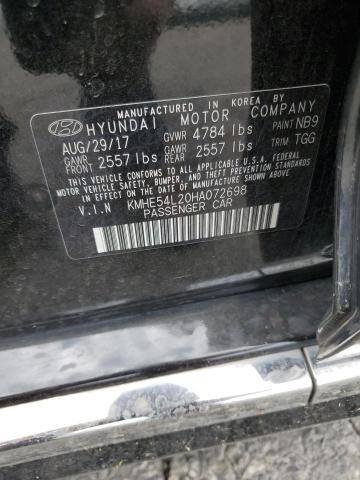 MANUFACTURED IN KOREA BY
HYUNDAI MOTOR COMPANY
AUG/29/17 GVWR 4784 lbs PAINT NB9
GAWR FRONT 2557 lbs GAWR REAR 2557 lbs TRIM TGG
THIS VEHICLE CONFORMS TO ALL APPLICABLE U.S.A. FEDERAL
MOTOR VEHICLE SAFETY, BUMPER, AND THEFT PREVENTION
STANDARDS IN EFFECT ON THE DATE OF MANUFACTURE SHOWN ABOVE.
V.I.N KMHE54L20HA072698
PASSENGER CAR